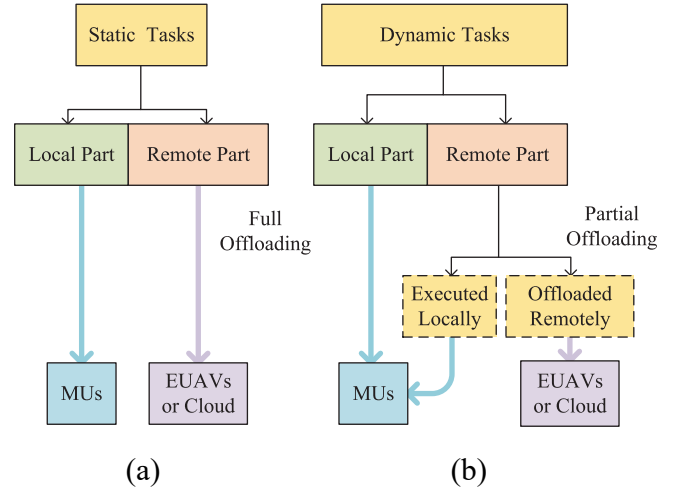 Static Tasks
Local Part
Remote Part
Full
Offloading
MUs
EUAVs
or Cloud
(a)
Dynamic Tasks
Local Part
Remote Part
Partial
Offloading
Executed
Locally
Offloaded
Remotely
MUs
EUAVs
or Cloud
(b)